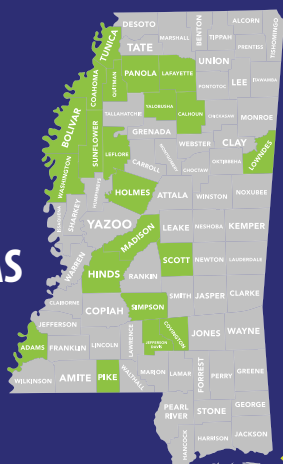 DESOTO
MARSHALL
BENTON
TIPPAH
ALCORN
PRENTISS
TISHOMINGO
TUNICA
TATE
UNION
PANOLA
LAFAYETTE
PONTOTOC
LEE
ITAWAMBA
COAHOMA
QUITMAN
YALOBUSHA
CALHOUN
CHICKASAW
MONROE
BOLIVAR
TALLAHATCHIE
GRENADA
SUNFLOWER
LEFLORE
CARROLL
MONTGOMERY
WEBSTER
CLAY
LOWNDES
WASHINGTON
CHOCTAW
OKTIBBEHA
HUMPHREYS
HOLMES
ATTALA
WINSTON
NOXUBEE
ISSAQUENA
SHARKEY
YAZOO
MADISON
LEAKE
NESHOBA
KEMPER
AS
WARREN
HINDS
RANKIN
SCOTT
NEWTON
LAUDERDALE
CLAIBORNE
COPIAH
SIMPSON
SMITH
JASPER
CLARKE
JEFFERSON
ADAMS
FRANKLIN
LINCOLN
LAWRENCE
JEFFERSON
DAVIS
COVINGTON
JONES
WAYNE
WILKINSON
AMITE
PIKE
WALTHALL
MARION
LAMAR
FORREST
PERRY
GREENE
PEARL
RIVER
STONE
GEORGE
HANCOCK
HARRISON
JACKSON